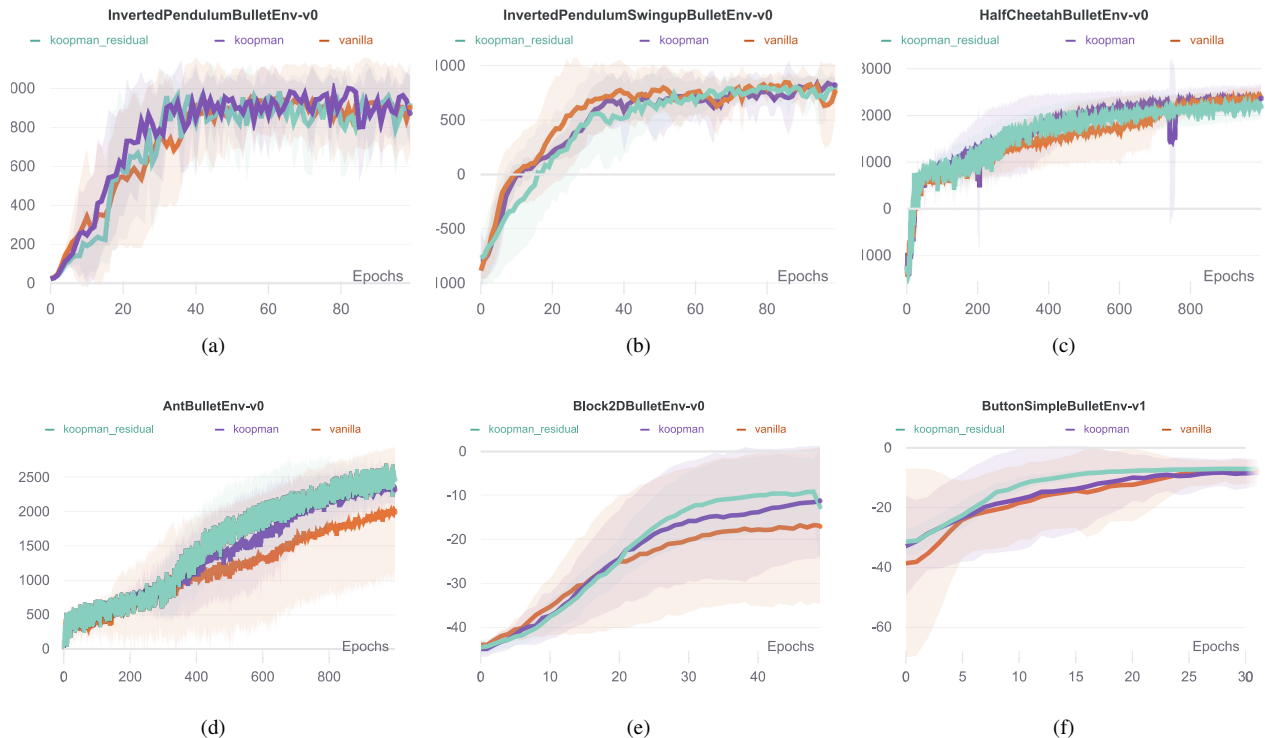 InvertedPendulumBulletEnv-v0
koopman_residual koopman vanilla
000
800
600
400
200
0
Epochs
0 20 40 60 80
(a)
InvertedPendulumSwingupBulletEnv-v0
koopman_residual koopman vanilla
1000
500
0
-500
1000
Epochs
0 20 40 60 80
(b)
HalfCheetahBulletEnv-v0
koopman_residual koopman vanilla
3000
2000
1000
0
1000
Epochs
0 200 400 600 800
(c)
AntBulletEnv-v0
koopman_residual koopman vanilla
2500
2000
1500
1000
500
0
Epochs
0 200 400 600 800
(d)
Block2DBulletEnv-v0
koopman_residual koopman vanilla
0
-10
-20
-30
-40
Epochs
0 10 20 30 40
(e)
ButtonSimpleBulletEnv-v1
koopman_residual koopman vanilla
0
-20
-40
-60
Epochs
0 5 10 15 20 25 30
(f)